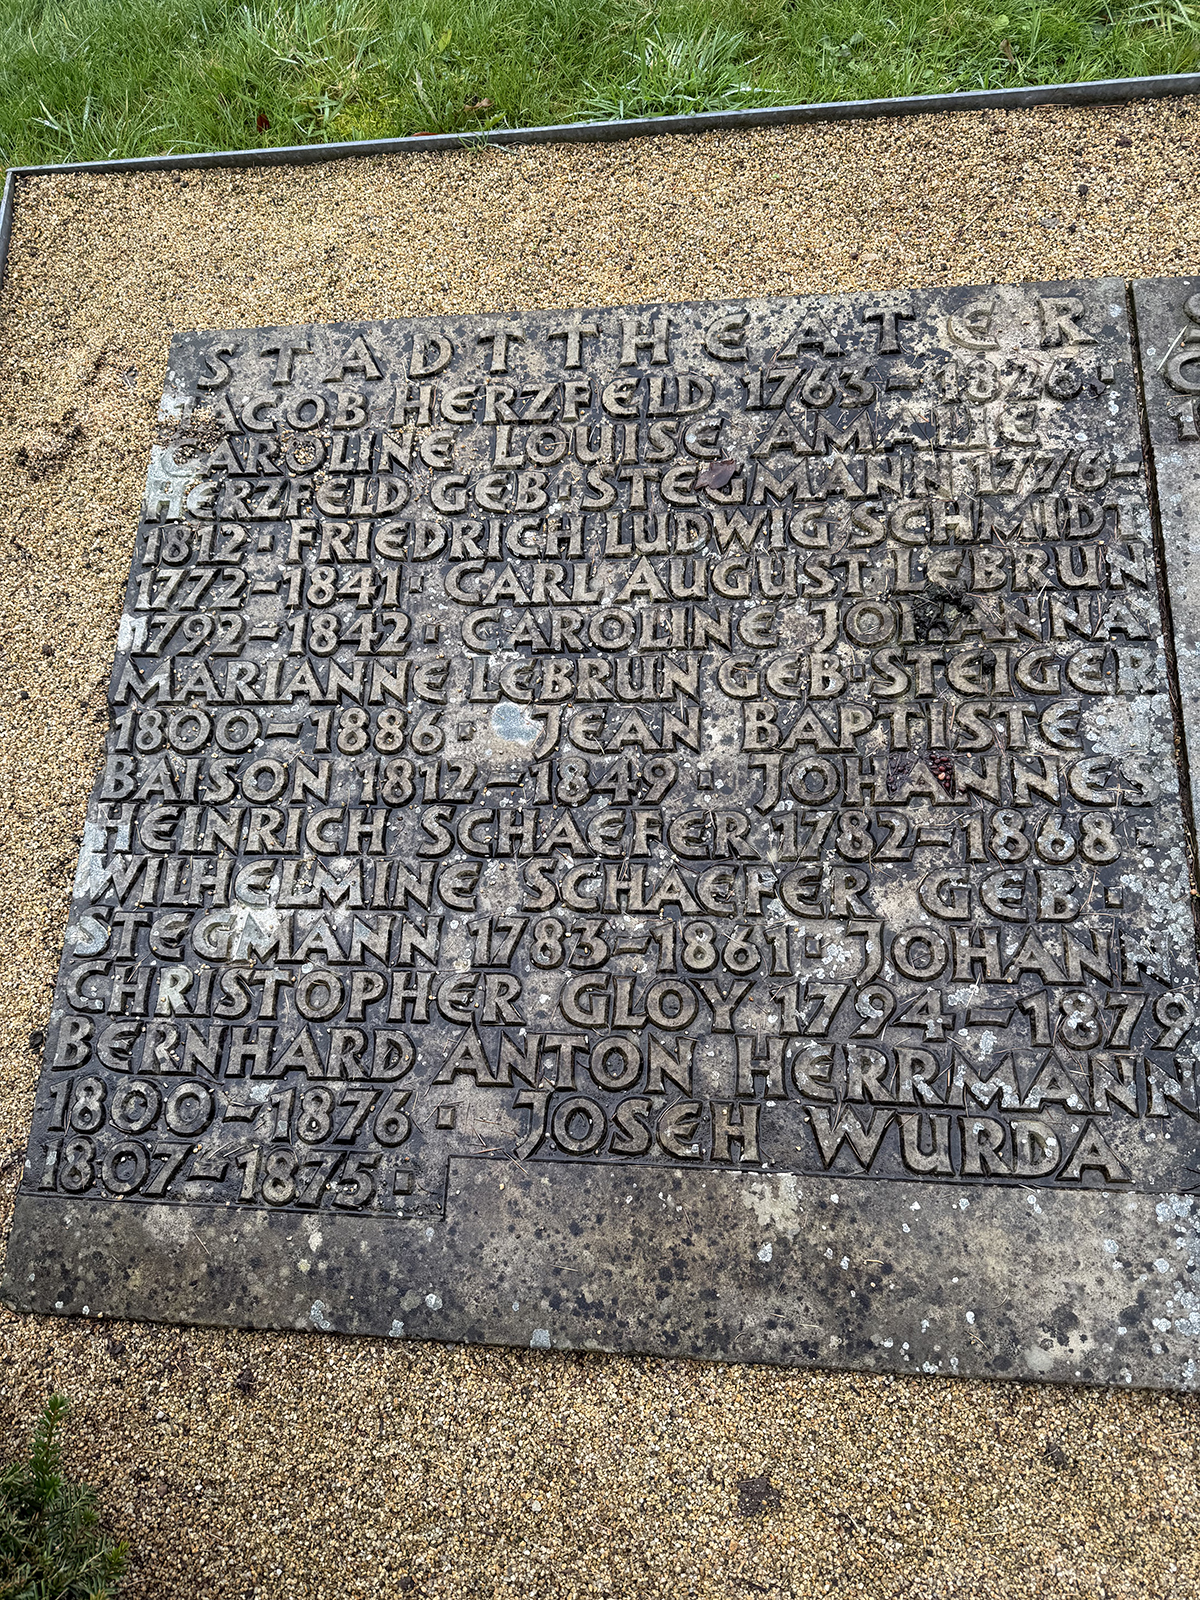 STADTTHEATER
JACOB HERZFELD 1763–1826·
CAROLINE LOUISE AMALIE
HERZFELD GEB·STEGMANN 1776–
1812· FRIEDRICH LUDWIG SCHMIDT
1772–1841· CARL AUGUST LEBRUN
1792–1842· CAROLINE JOHANNA
MARIANNE LEBRUN GEB·STEIGER
1800–1886· JEAN BAPTISTE
BAISON 1812–1849· JOHANNES
HEINRICH SCHAEFER 1782–1868·
WILHELMINE SCHAEFER GEB·
STEGMANN 1783–1861· JOHANN
CHRISTOPHER GLOY 1794–1879
BERNHARD ANTON HERRMANN
1800–1876· JOSEH WURDA
1807–1875·